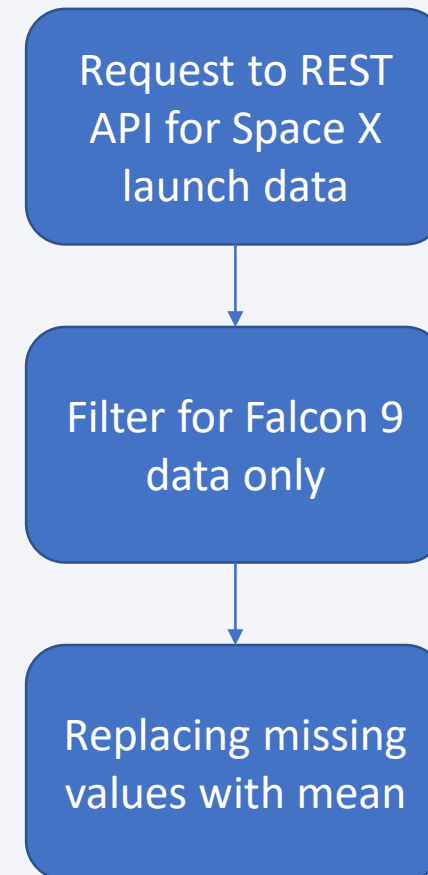 Request to REST
API for Space X
launch data
Filter for Falcon 9
data only
Replacing missing
values with mean